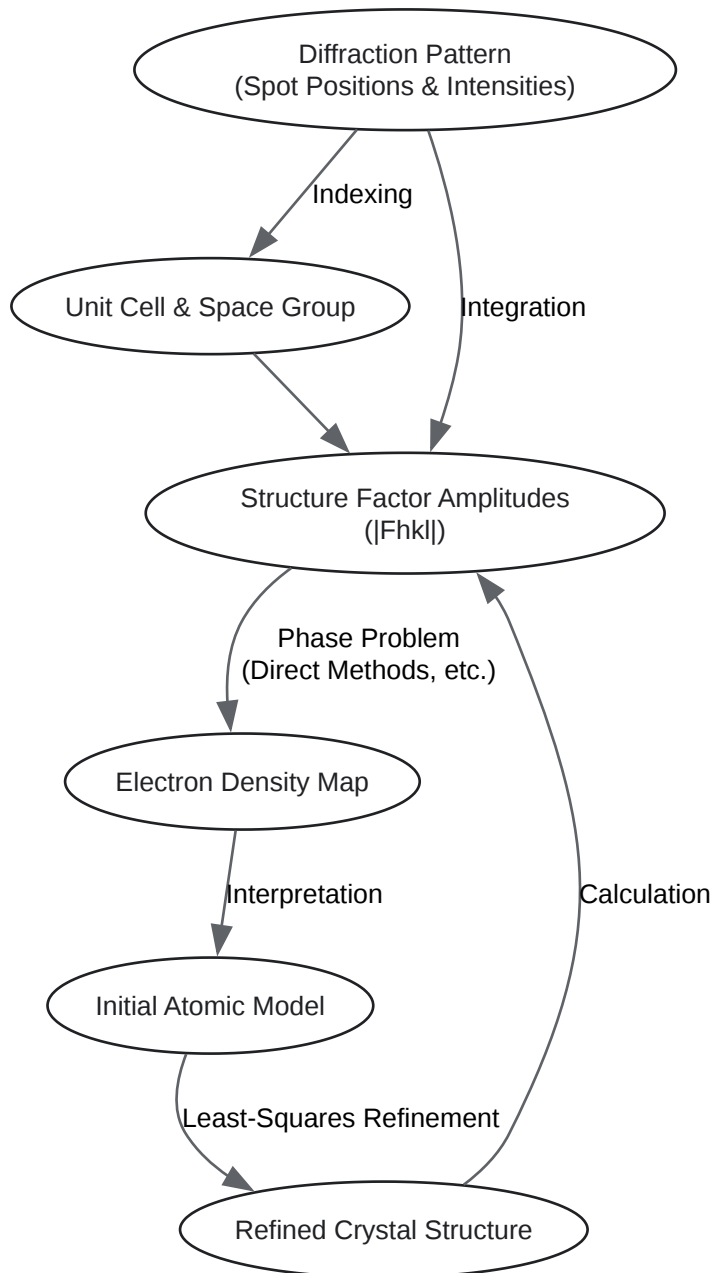 Diffraction Pattern
(Spot Positions & Intensities)
Indexing
Unit Cell & Space Group
Integration
Structure Factor Amplitudes
(|Fhkl|)
Phase Problem
(Direct Methods, etc.)
Electron Density Map
Interpretation
Calculation
Initial Atomic Model
Least-Squares Refinement
Refined Crystal Structure